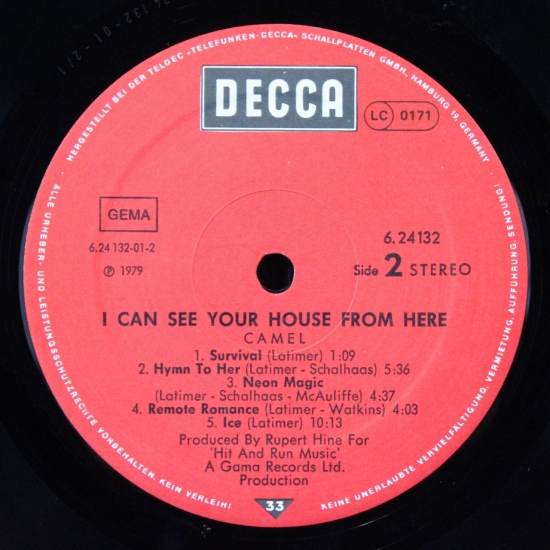 HERGESTELLT BEI DER TELDEC »TELEFUNKEN-DECCA« SCHALLPLATTEN GMBH, HAMBURG 19, GERMANY
DECCA
LC 0171
GEMA
6.24 132-01-2
℗ 1979
6.24132
Side 2 STEREO
I CAN SEE YOUR HOUSE FROM HERE
CAMEL
1. Survival (Latimer) 1:09
2. Hymn To Her (Latimer - Schalhaas) 5:36
3. Neon Magic
(Latimer - Schalhaas - McAuliffe) 4:37
4. Remote Romance (Latimer - Watkins) 4:03
5. Ice (Latimer) 10:13
Produced By Rupert Hine For
'Hit And Run Music'
A Gama Records Ltd.
Production
33
ALLE URHEBER- UND LEISTUNGSSCHUTZRECHTE VORBEHALTEN. KEIN VERLEIH!
KEINE UNERLAUBTE VERVIELFÄLTIGUNG, VERMIETUNG, AUFFÜHRUNG, SENDUNG!